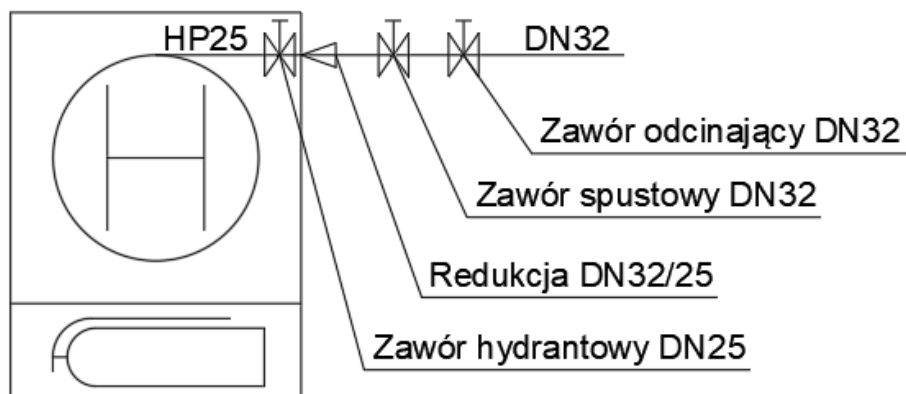 HP25
DN32
H
Zawór odcinający DN32
Zawór spustowy DN32
Redukcja DN32/25
Zawór hydrantowy DN25